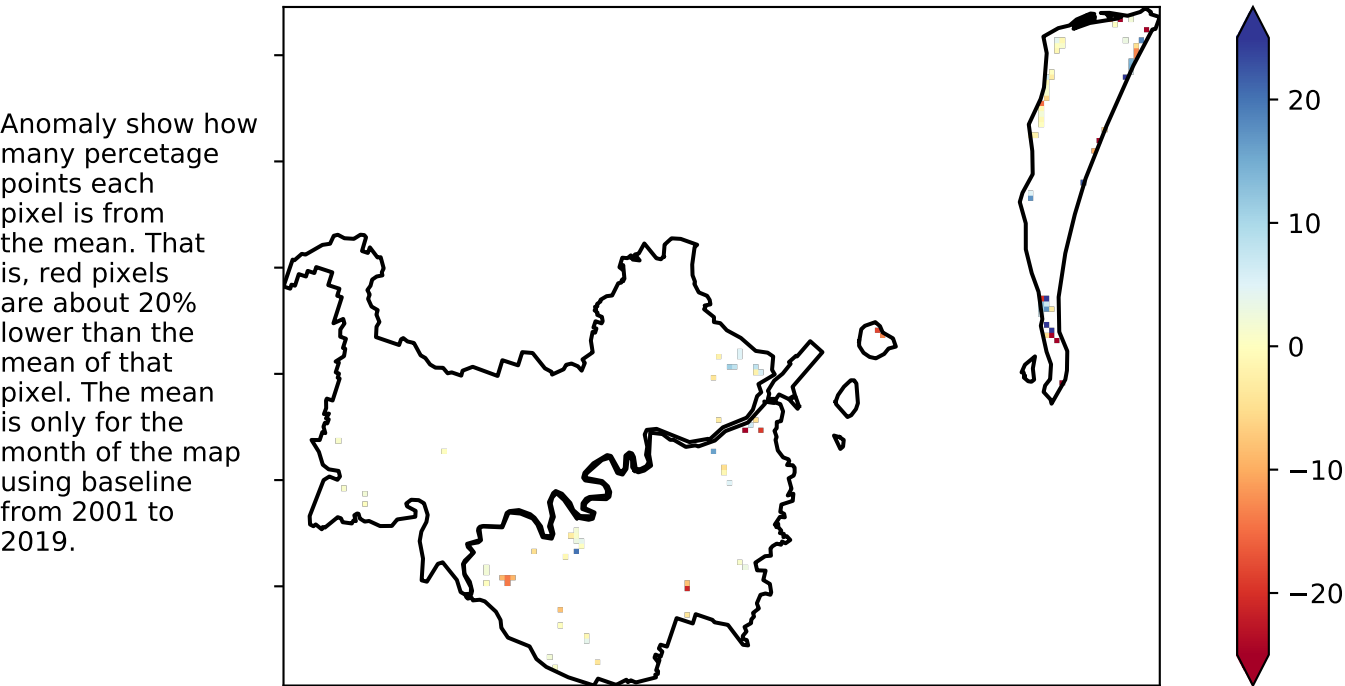 Anomaly show how
many percetage
points each
pixel is from
the mean. That
is, red pixels
are about 20%
lower than the
mean of that
pixel. The mean
is only for the
month of the map
using baseline
from 2001 to
2019.
20
10
0
−10
−20